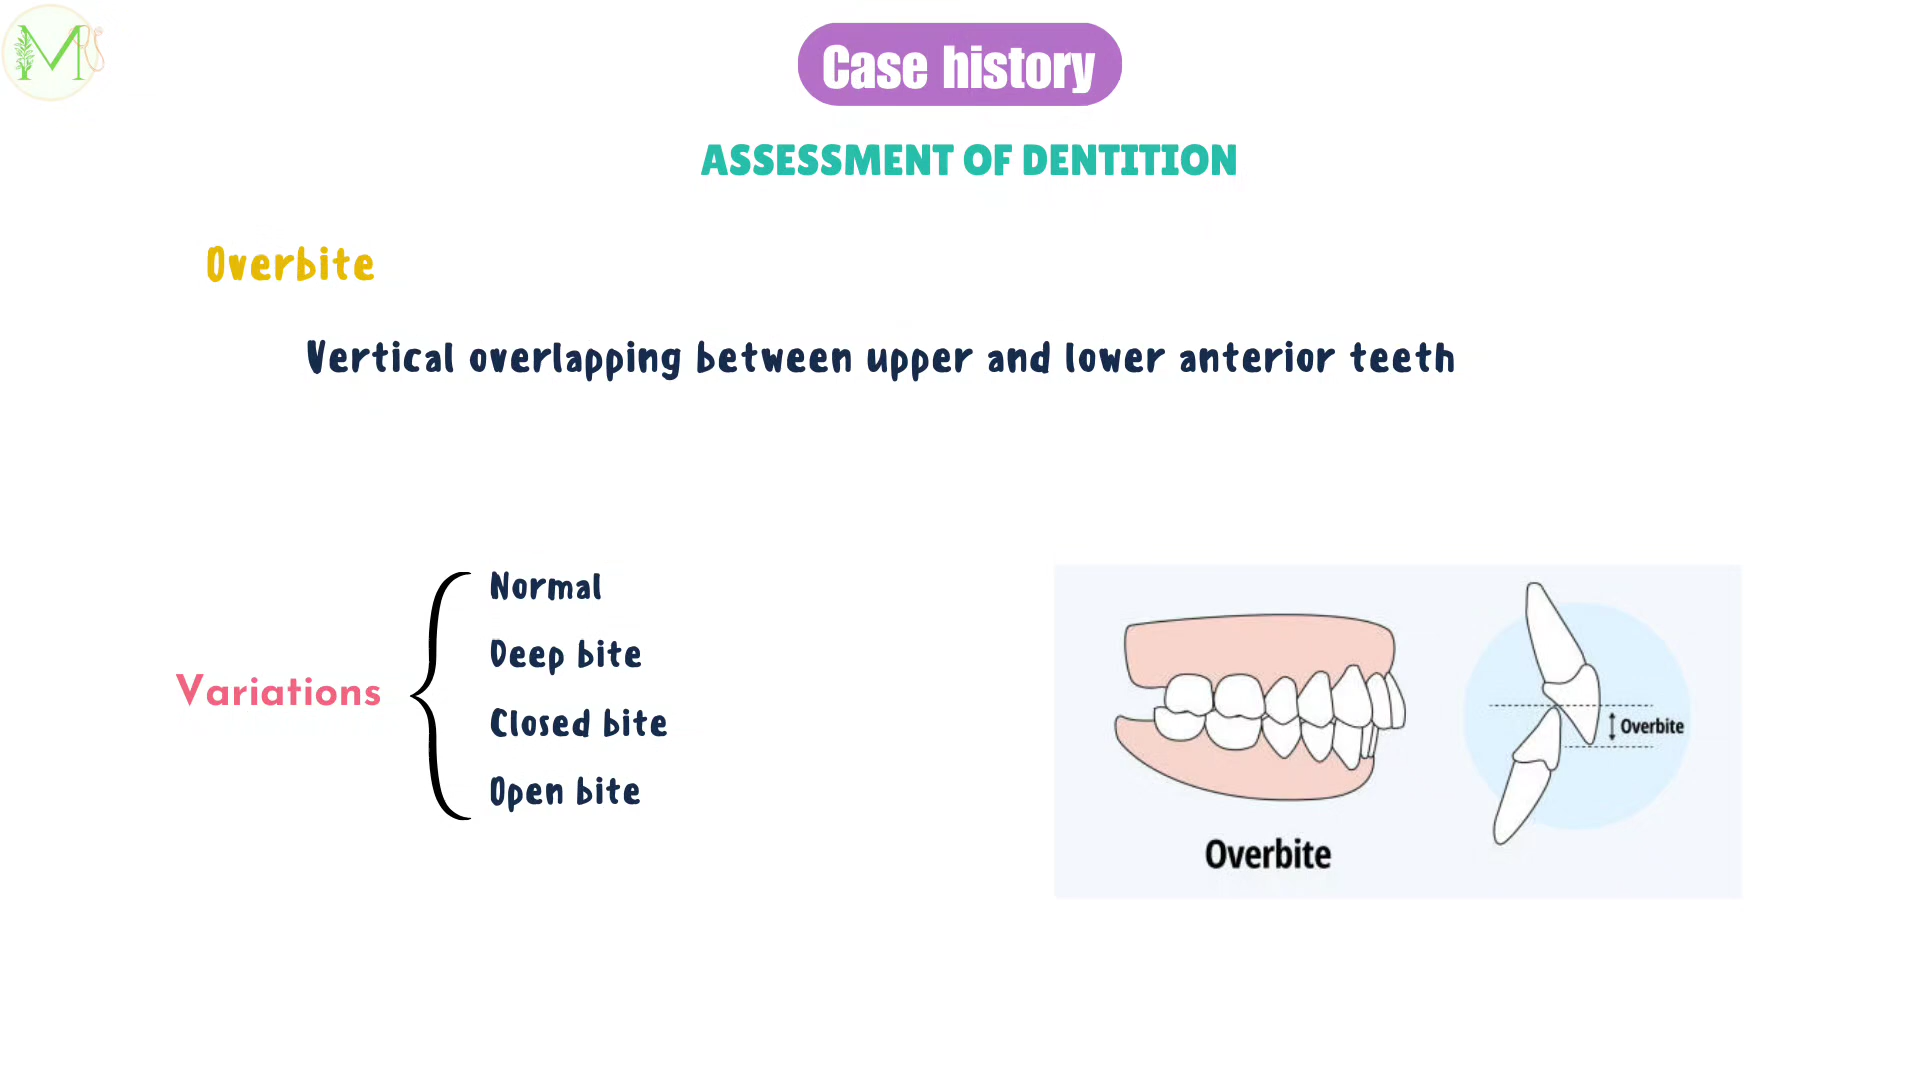 MRS
Case history
ASSESSMENT OF DENTITION
Overbite
Vertical overlapping between upper and lower anterior teeth
Variations
Normal
Deep bite
Closed bite
Open bite
Overbite
Overbite